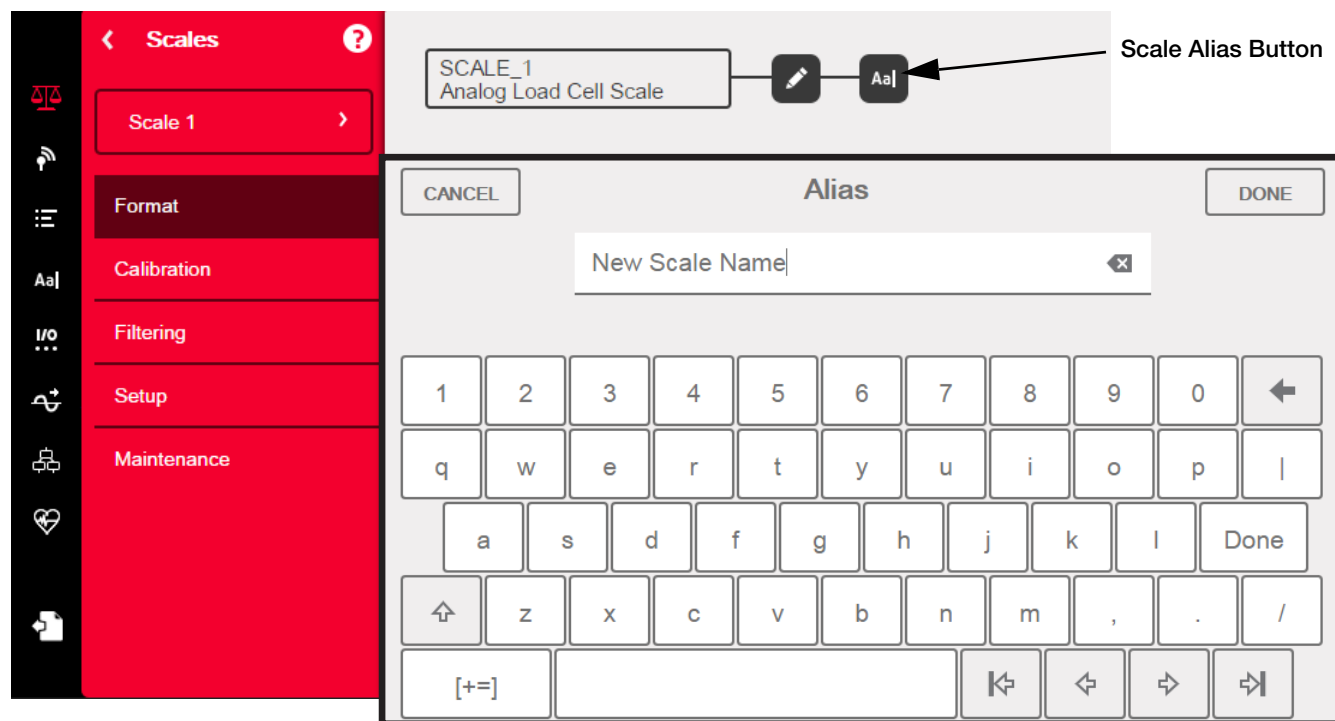 Scales
?
Scale 1
Format
Calibration
Filtering
Setup
Maintenance
Aa
I/O
SCALE_1
Analog Load Cell Scale
Aa
Scale Alias Button
CANCEL
Alias
DONE
New Scale Name
1 2 3 4 5 6 7 8 9 0
q w e r t y u i o p |
a s d f g h j k l Done
z x c v b n m , . /
[+=]